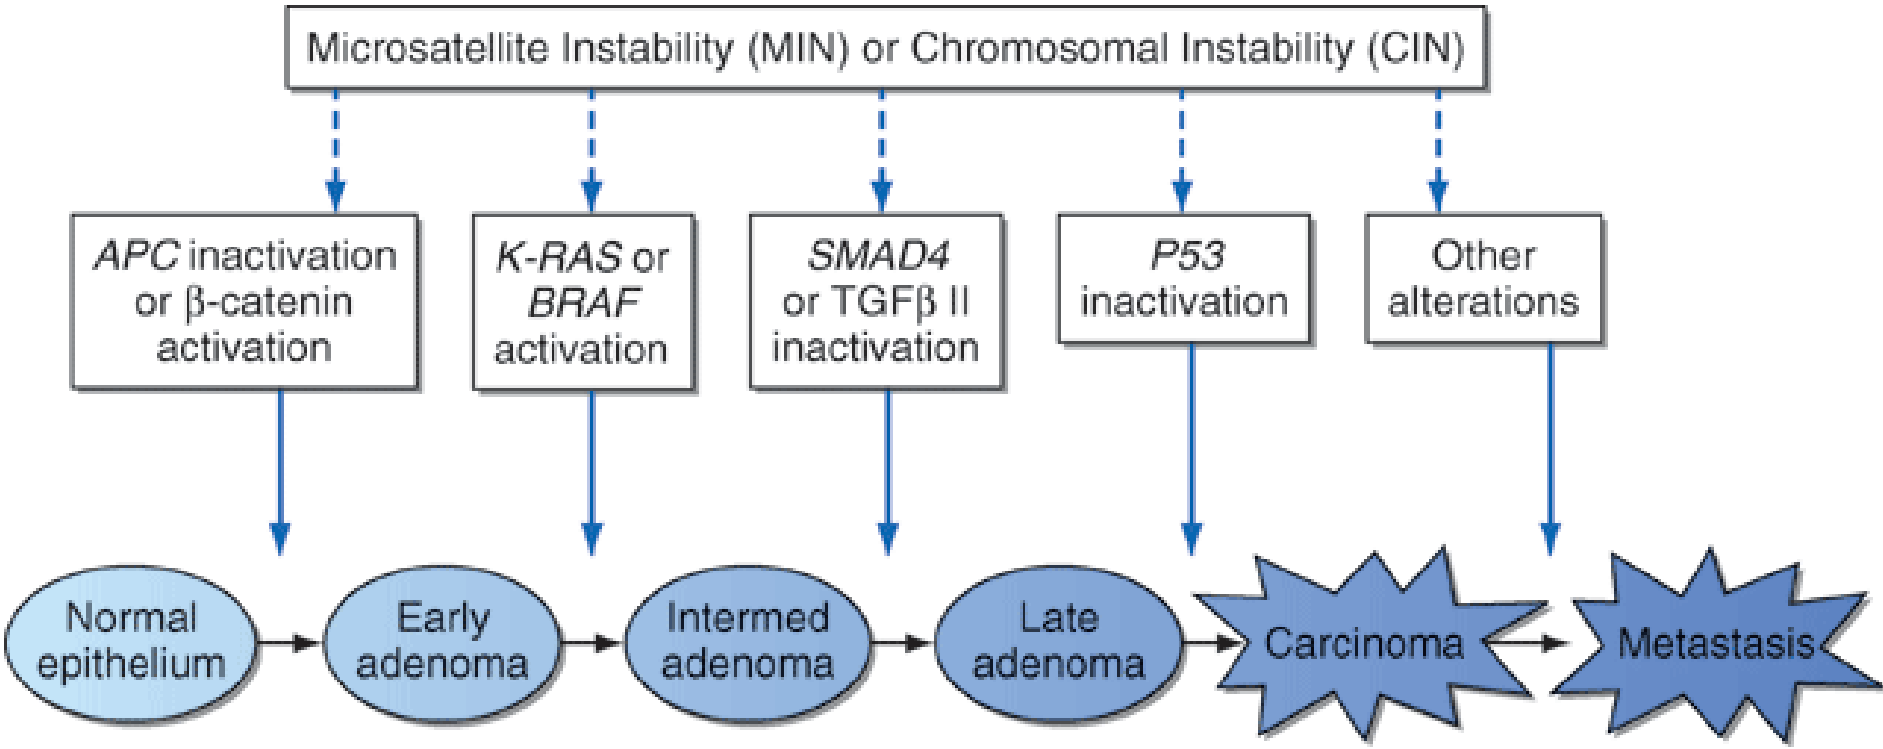 Microsatellite Instability (MIN) or Chromosomal Instability (CIN)
APC inactivation
or β-catenin
activation
K-RAS or
BRAF
activation
SMAD4
or TGFβ II
inactivation
P53
inactivation
Other
alterations
Normal
epithelium
Early
adenoma
Intermed
adenoma
Late
adenoma
Carcinoma
Metastasis